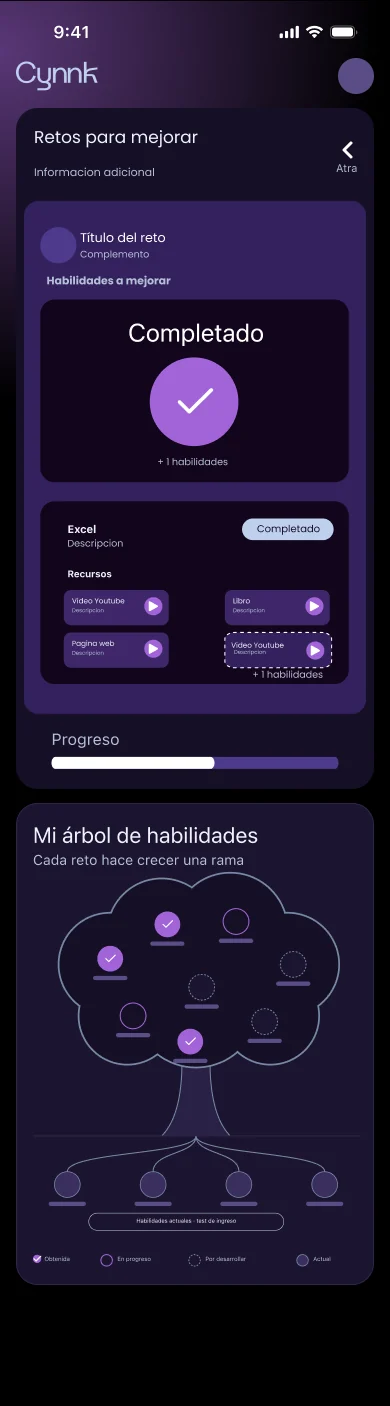 9:41
Cynnk
Retos para mejorar
Informacion adicional
Atra
Título del reto
Complemento
Habilidades a mejorar
Completado
+ 1 habilidades
Excel
Completado
Descripcion
Recursos
Video Youtube
Descripcion
Libro
Descripcion
Pagina web
Descripcion
Video Youtube
Descripcion
+ 1 habilidades
Progreso
Mi árbol de habilidades
Cada reto hace crecer una rama
Habilidades actuales · test de ingreso
Obtenida
En progreso
Por desarrollar
Actual